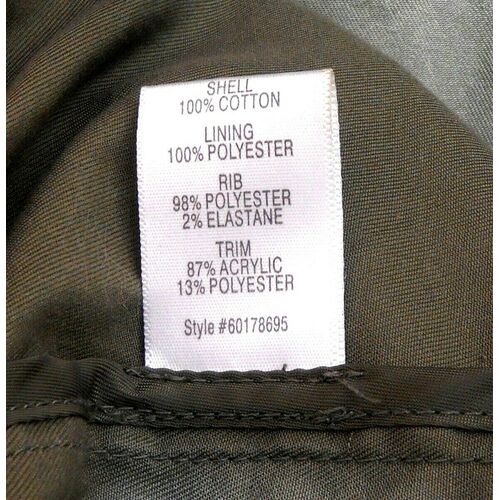 SHELL
100% COTTON
LINING
100% POLYESTER
RIB
98% POLYESTER
2% ELASTANE
TRIM
87% ACRYLIC
13% POLYESTER
Style #60178695